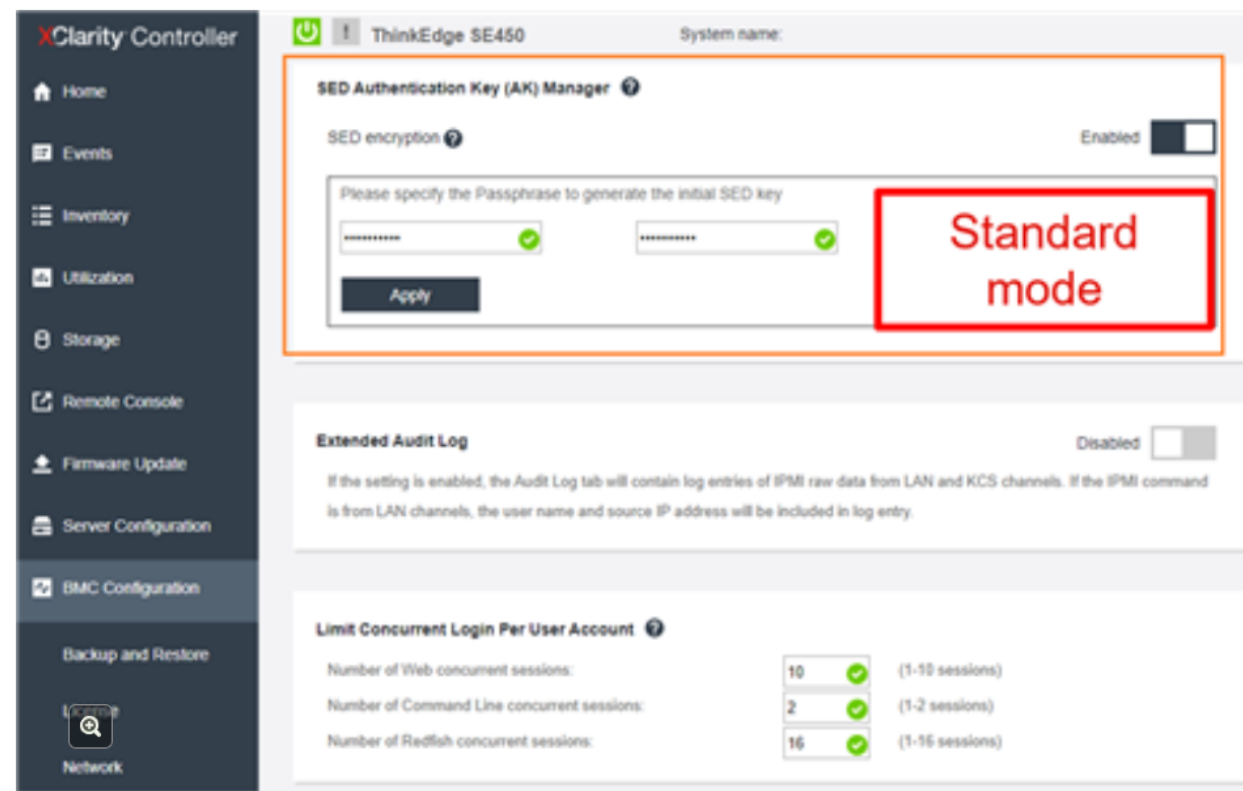 XClarity Controller
ThinkEdge SE450
System name:
Home
Events
Inventory
Utilization
Storage
Remote Console
Firmware Update
Server Configuration
BMC Configuration
Backup and Restore
License
Network
SED Authentication Key (AK) Manager
SED encryption
Enabled
Please specify the Passphrase to generate the initial SED key
Apply
Standard
mode
Extended Audit Log
Disabled
If the setting is enabled, the Audit Log tab will contain log entries of IPMI raw data from LAN and KCS channels. If the IPMI command
is from LAN channels, the user name and source IP address will be included in log entry.
Limit Concurrent Login Per User Account
Number of Web concurrent sessions: 10 (1-10 sessions)
Number of Command Line concurrent sessions: 2 (1-2 sessions)
Number of Redfish concurrent sessions: 16 (1-16 sessions)